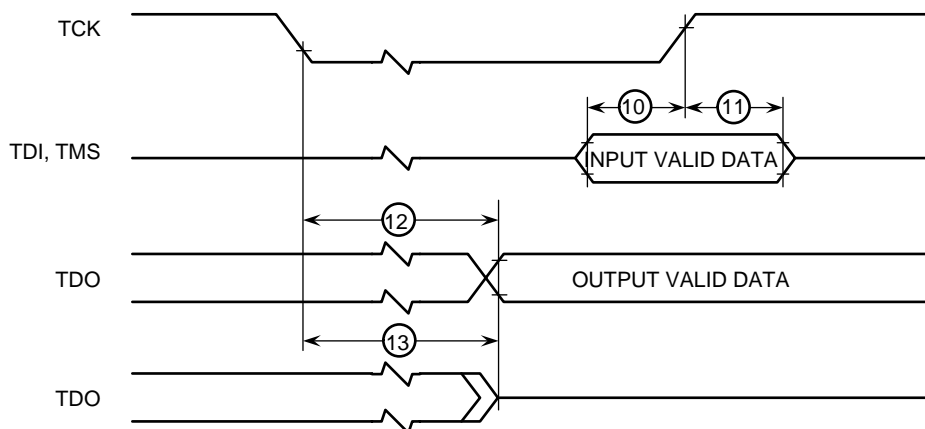 TCK
10
11
TDI, TMS
INPUT VALID DATA
12
TDO
OUTPUT VALID DATA
13
TDO